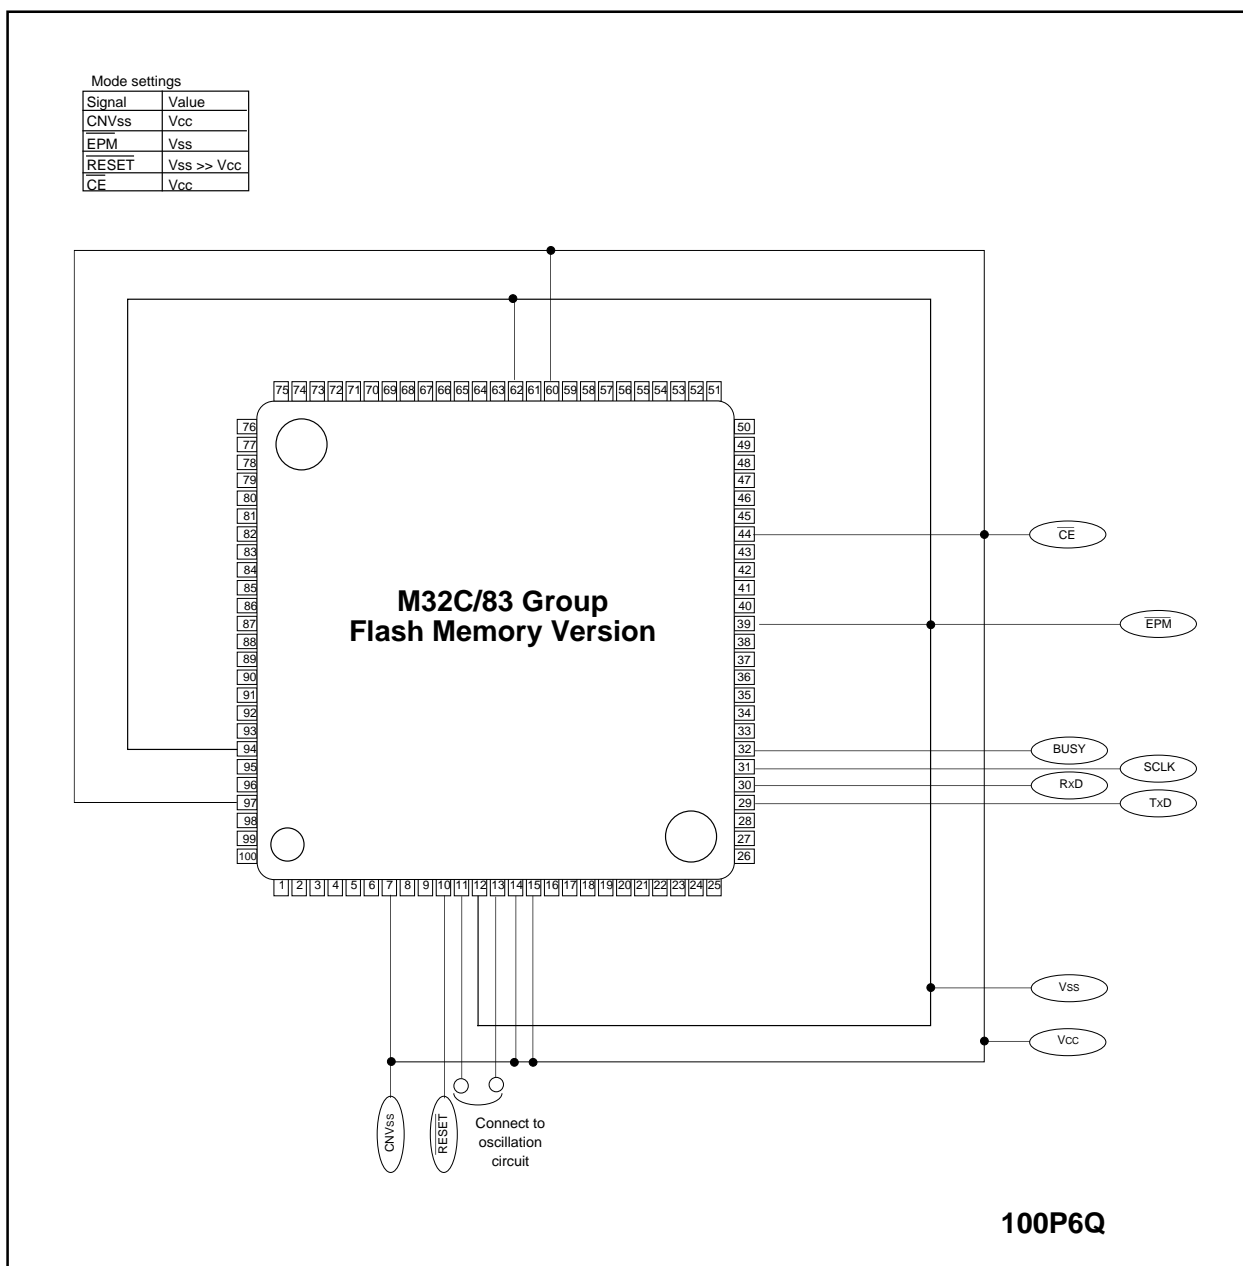 Mode settings
Signal Value
CNVss Vcc
EPM Vss
RESET Vss >> Vcc
CE Vcc
75 74 73 72 71 70 69 68 67 66 65 64 63 62 61 60 59 58 57 56 55 54 53 52 51
76
77
78
79
80
81
82
83
84
85
86
87
88
89
90
91
92
93
94
95
96
97
98
99
100
M32C/83 Group
Flash Memory Version
50
49
48
47
46
45
44
43
42
41
40
39
38
37
36
35
34
33
32
31
30
29
28
27
26
CE
EPM
BUSY
SCLK
RxD
TxD
1 2 3 4 5 6 7 8 9 10 11 12 13 14 15 16 17 18 19 20 21 22 23 24 25
Vss
Vcc
CNVss
RESET
Connect to
oscillation
circuit
100P6Q